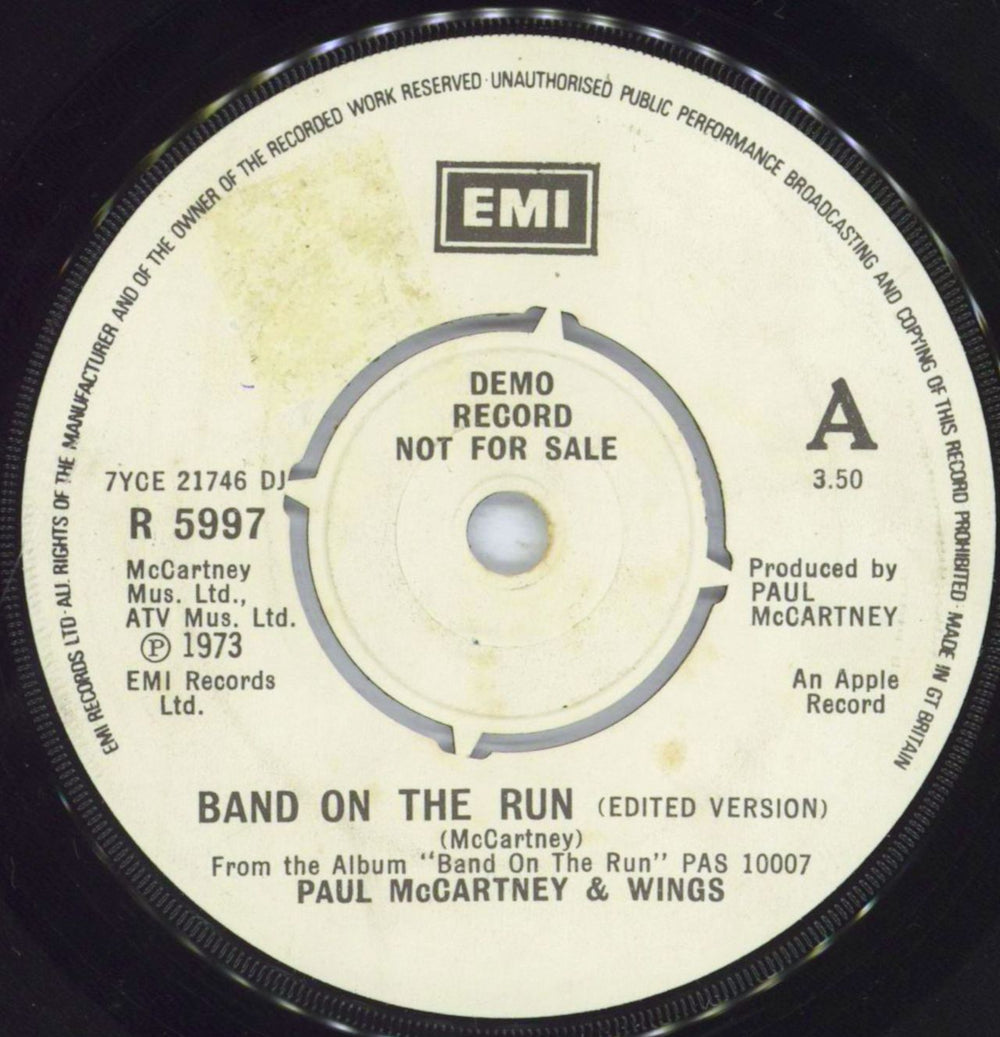 EMI RECORDS LTD · ALL RIGHTS OF THE MANUFACTURER AND OF THE OWNER OF THE RECORDED WORK RESERVED · UNAUTHORISED PUBLIC PERFORMANCE BROADCASTING AND COPYING OF THIS RECORD PROHIBITED · MADE IN GT BRITAIN
EMI
DEMO
RECORD
NOT FOR SALE
A
3.50
7YCE 21746 DJ
R 5997
McCartney
Mus. Ltd.,
ATV Mus. Ltd.
Ⓟ 1973
EMI Records
Ltd.
Produced by
PAUL
McCARTNEY
An Apple
Record
BAND ON THE RUN (EDITED VERSION)
(McCartney)
From the Album "Band On The Run" PAS 10007
PAUL McCARTNEY & WINGS